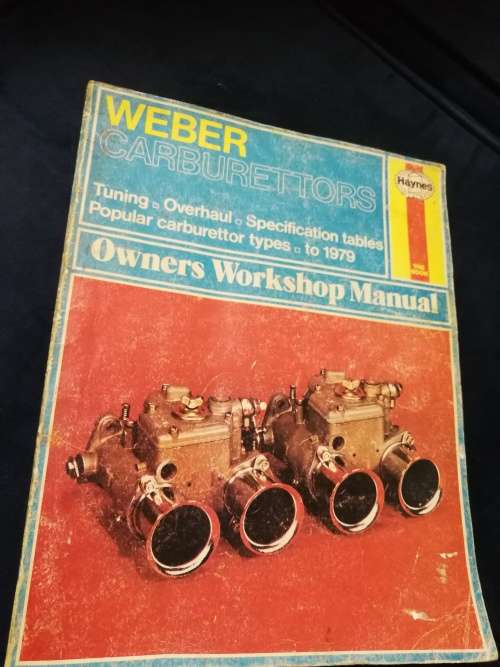 WEBER
CARBURETTORS
Haynes
Tuning ▫ Overhaul ▫ Specification tables
Popular carburettor types ▫ to 1979
Owners Workshop Manual